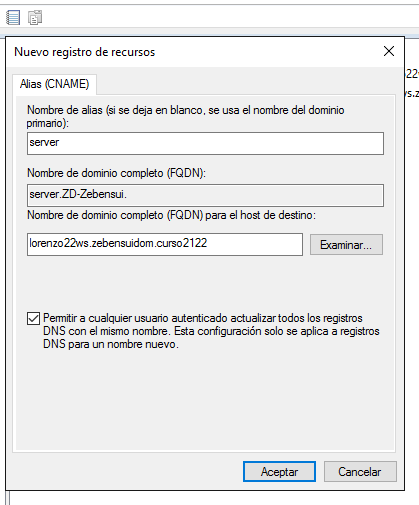 Nuevo registro de recursos
Alias (CNAME)
Nombre de alias (si se deja en blanco, se usa el nombre del dominio
primario):
server
Nombre de dominio completo (FQDN):
server.ZD-Zebensui.
Nombre de dominio completo (FQDN) para el host de destino:
lorenzo22ws.zebensuidom.curso2122
Examinar...
Permitir a cualquier usuario autenticado actualizar todos los registros
DNS con el mismo nombre. Esta configuración solo se aplica a registros
DNS para un nombre nuevo.
Aceptar
Cancelar